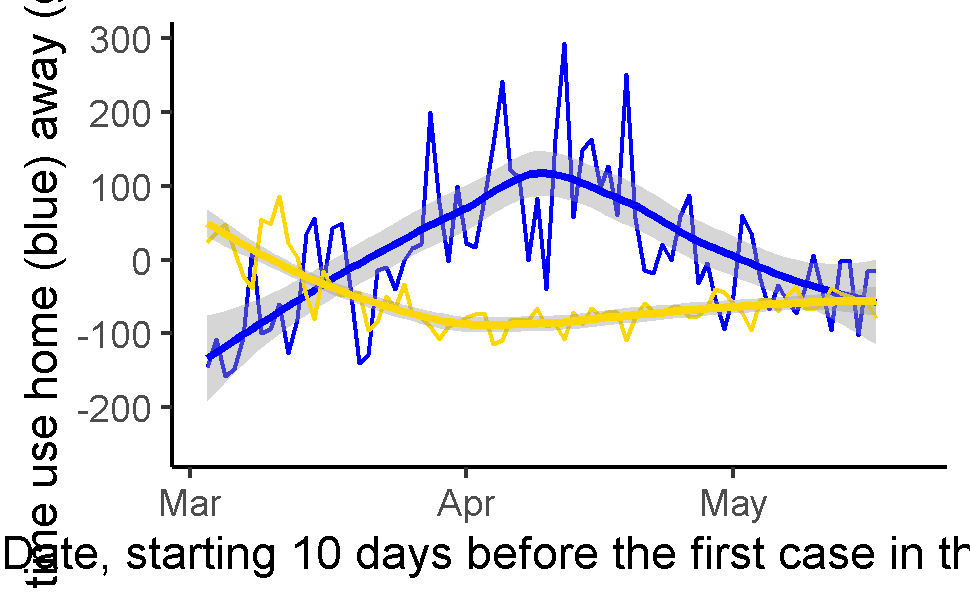 time use home (blue) away (
300
200
100
0
-100
-200
Mar Apr May
Date, starting 10 days before the first case in th